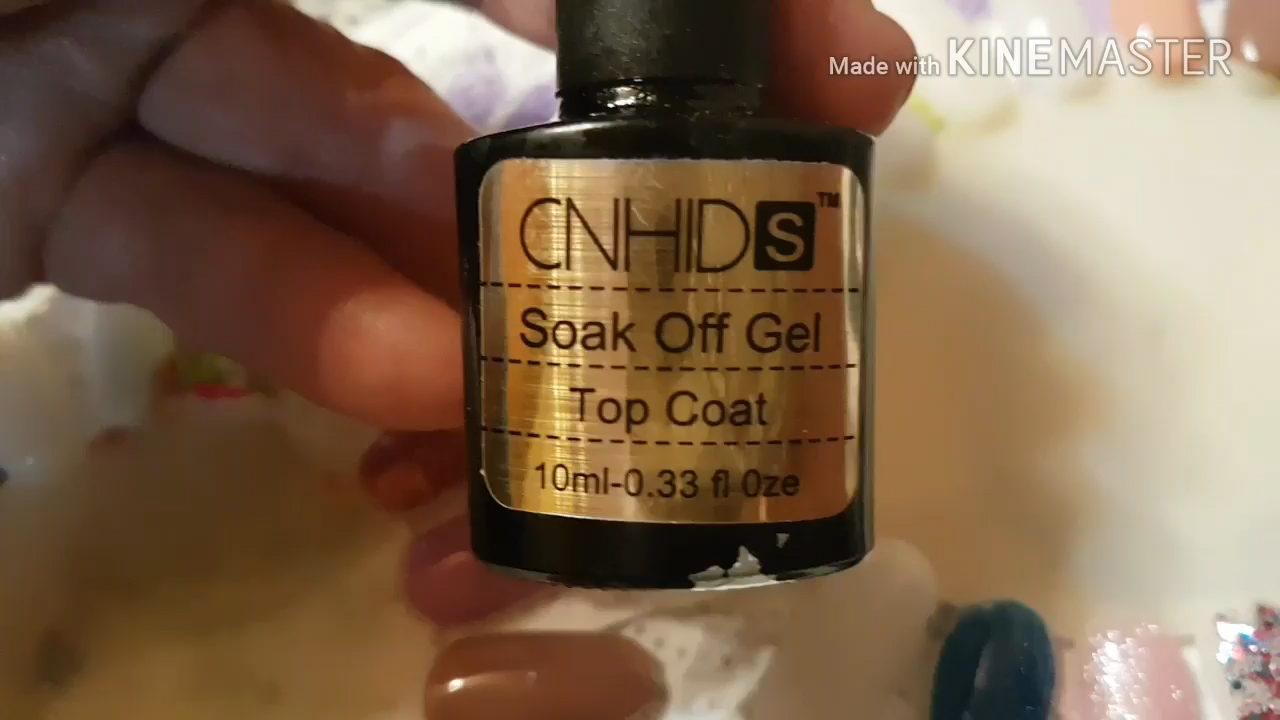 Made with KINEMASTER
CNHIDS™
Soak Off Gel
Top Coat
10ml-0.33 fl 0ze